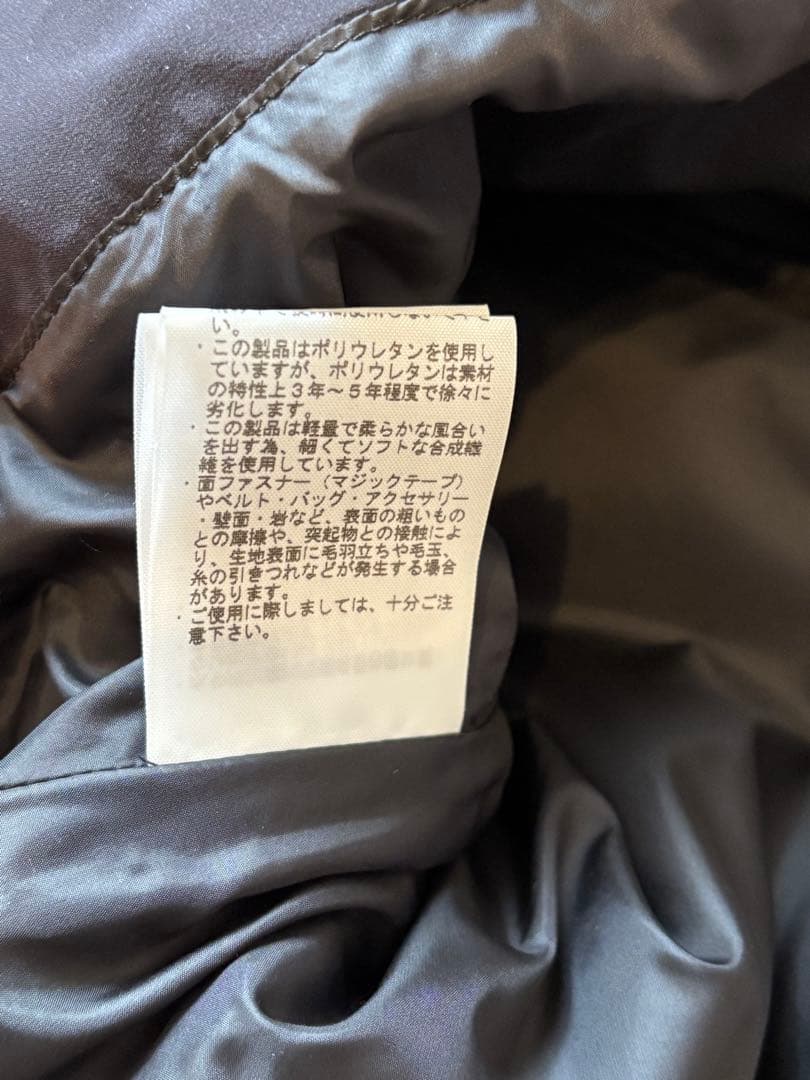 い。
・この製品はポリウレタンを使用し
ていますが、ポリウレタンは素材
の特性上3年～5年程度で徐々に
劣化します。
・この製品は軽量で柔らかな風合い
を出す為、細くてソフトな合成繊
維を使用しています。
・面ファスナー（マジックテープ）
やベルト・バッグ・アクセサリー
・壁面・岩など、表面の粗いもの
との摩擦や、突起物との接触によ
り、生地表面に毛羽立ちや毛玉、
糸の引きつれなどが発生する場合
があります。
・ご使用に際しましては、十分ご注
意下さい。